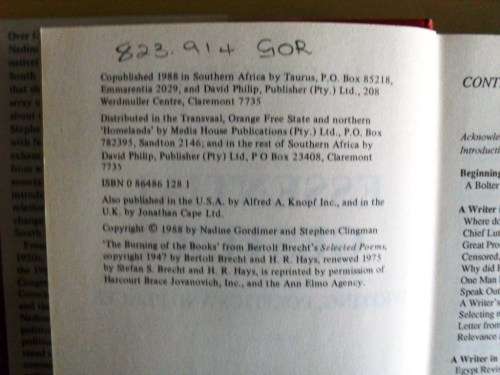 823.914 GOR
Copublished 1988 in Southern Africa by Taurus, P.O. Box 85218,
Emmarentia 2029, and David Philip, Publisher (Pty.) Ltd., 208
Werdmuller Centre, Claremont 7735
Distributed in the Transvaal, Orange Free State and northern
'Homelands' by Media House Publications (Pty.) Ltd., P.O. Box
782395, Sandton 2146; and in the rest of Southern Africa by
David Philip, Publisher (Pty) Ltd, P O Box 23408, Claremont
7735
ISBN 0 86486 128 1
Also published in the U.S.A. by Alfred A. Knopf Inc., and in the
U.K. by Jonathan Cape Ltd.
Copyright © 1988 by Nadine Gordimer and Stephen Clingman
'The Burning of the Books' from Bertolt Brecht's Selected Poems,
copyright 1947 by Bertolt Brecht and H. R. Hays, renewed 1975
by Stefan S. Brecht and H. R. Hays, is reprinted by permission of
Harcourt Brace Jovanovich, Inc., and the Ann Elmo Agency.
CONT
Acknowle
Introductio
Beginning
A Bolter
A Writer
Where do
Chief Lut
Great Pro
Censored,
Why did
One Man
Speak Out
A Writer's
Selecting
Letter from
Relevance
A Writer in
Egypt Revi